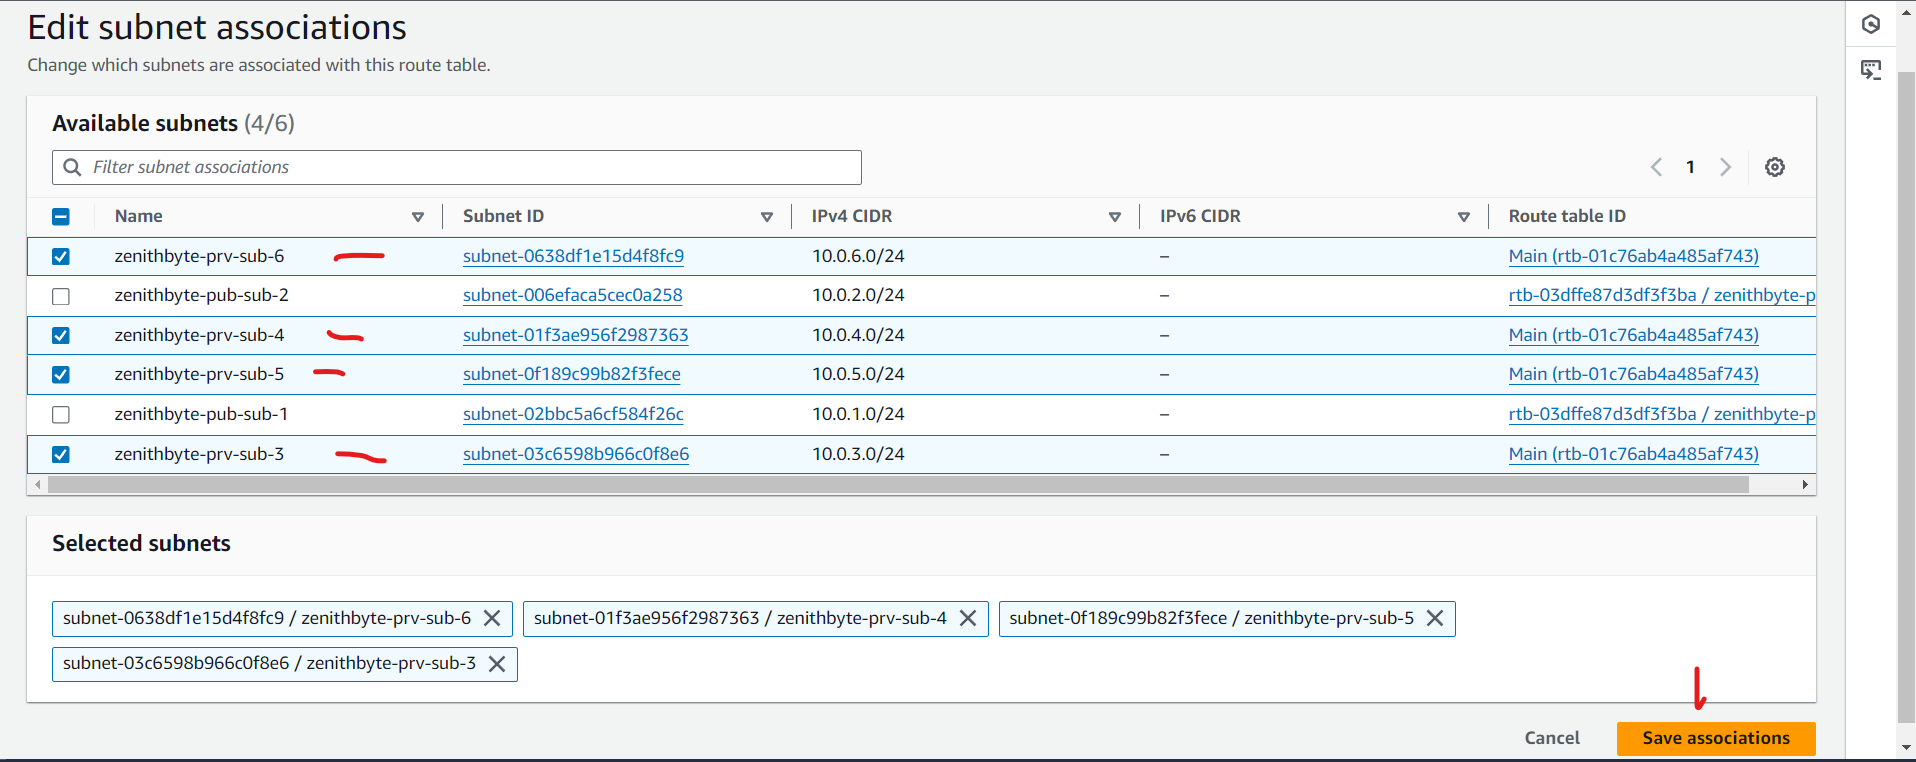 Edit subnet associations
Change which subnets are associated with this route table.
Available subnets (4/6)
Filter subnet associations
1
Name Subnet ID IPv4 CIDR IPv6 CIDR Route table ID
zenithbyte-prv-sub-6 subnet-0638df1e15d4f8fc9 10.0.6.0/24 – Main (rtb-01c76ab4a485af743)
zenithbyte-pub-sub-2 subnet-006efaca5cec0a258 10.0.2.0/24 – rtb-03dffe87d3df3f3ba / zenithbyte-p
zenithbyte-prv-sub-4 subnet-01f3ae956f2987363 10.0.4.0/24 – Main (rtb-01c76ab4a485af743)
zenithbyte-prv-sub-5 subnet-0f189c99b82f3fece 10.0.5.0/24 – Main (rtb-01c76ab4a485af743)
zenithbyte-pub-sub-1 subnet-02bbc5a6cf584f26c 10.0.1.0/24 – rtb-03dffe87d3df3f3ba / zenithbyte-p
zenithbyte-prv-sub-3 subnet-03c6598b966c0f8e6 10.0.3.0/24 – Main (rtb-01c76ab4a485af743)
Selected subnets
subnet-0638df1e15d4f8fc9 / zenithbyte-prv-sub-6 subnet-01f3ae956f2987363 / zenithbyte-prv-sub-4 subnet-0f189c99b82f3fece / zenithbyte-prv-sub-5
subnet-03c6598b966c0f8e6 / zenithbyte-prv-sub-3
Cancel Save associations